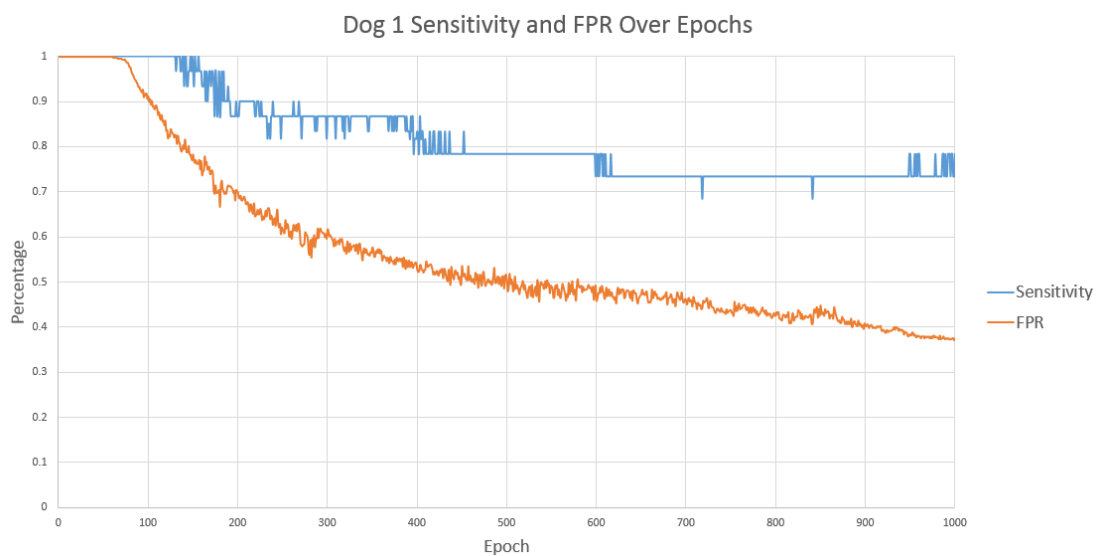 Dog 1 Sensitivity and FPR Over Epochs
1
0.9
0.8
0.7
0.6
0.5
0.4
0.3
0.2
0.1
0
Percentage
0 100 200 300 400 500 600 700 800 900 1000
Epoch
Sensitivity
FPR